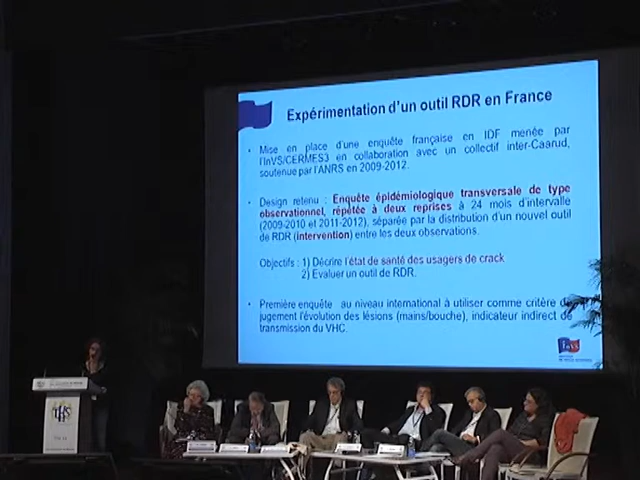 Expérimentation d'un outil RDR en France
• Mise en place d'une enquête française en IDF menée par
l'InVS/CERMES3 en collaboration avec un collectif inter-Caarud,
soutenue par l'ANRS en 2009-2012.
• Design retenu : Enquête épidémiologique transversale de type
observationnel, répétée à deux reprises à 24 mois d'intervalle
(2009-2010 et 2011-2012), séparée par la distribution d'un nouvel outil
de RDR (intervention) entre les deux observations.
Objectifs : 1) Décrire l'état de santé des usagers de crack
2) Evaluer un outil de RDR.
• Première enquête au niveau international à utiliser comme critère de
jugement l'évolution des lésions (mains/bouche), indicateur indirect de
transmission du VHC.
InVS